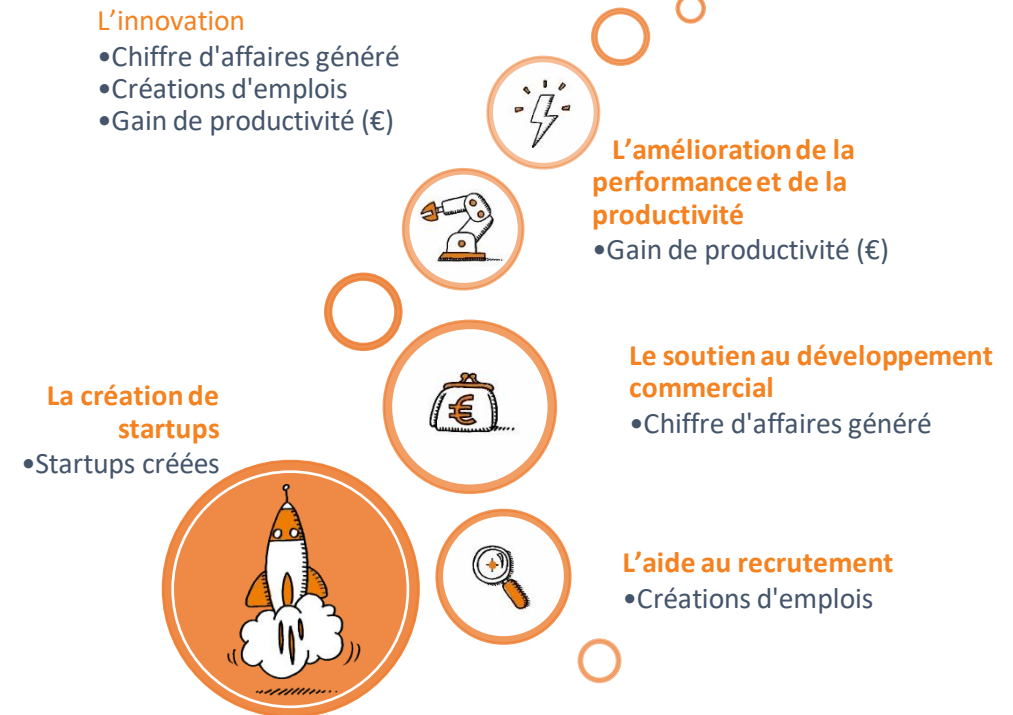 L'innovation
•Chiffre d'affaires généré
•Créations d'emplois
•Gain de productivité (€)
L'amélioration de la
performance et de la
productivité
•Gain de productivité (€)
Le soutien au développement
commercial
•Chiffre d'affaires généré
La création de
startups
•Startups créées
L'aide au recrutement
•Créations d'emplois
€